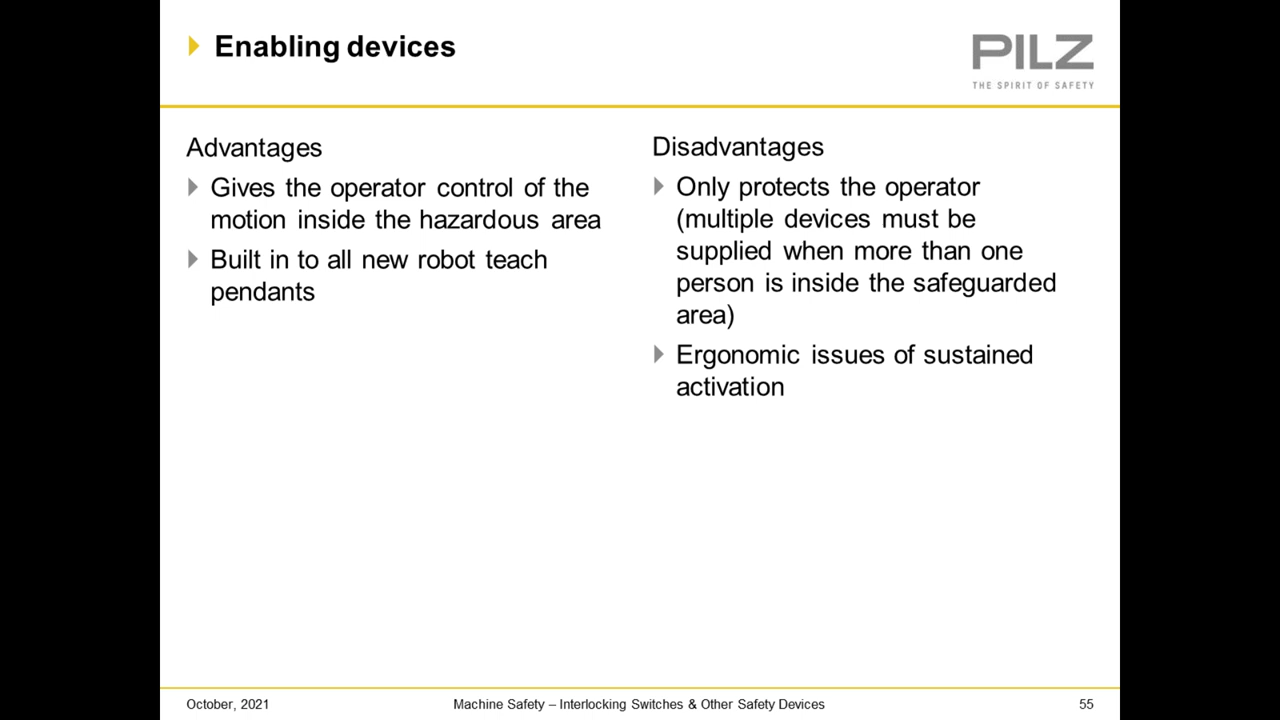 Enabling devices
PILZ
THE SPIRIT OF SAFETY
Advantages
Gives the operator control of the
motion inside the hazardous area
Built in to all new robot teach
pendants
Disadvantages
Only protects the operator
(multiple devices must be
supplied when more than one
person is inside the safeguarded
area)
Ergonomic issues of sustained
activation
October, 2021
Machine Safety – Interlocking Switches & Other Safety Devices
55